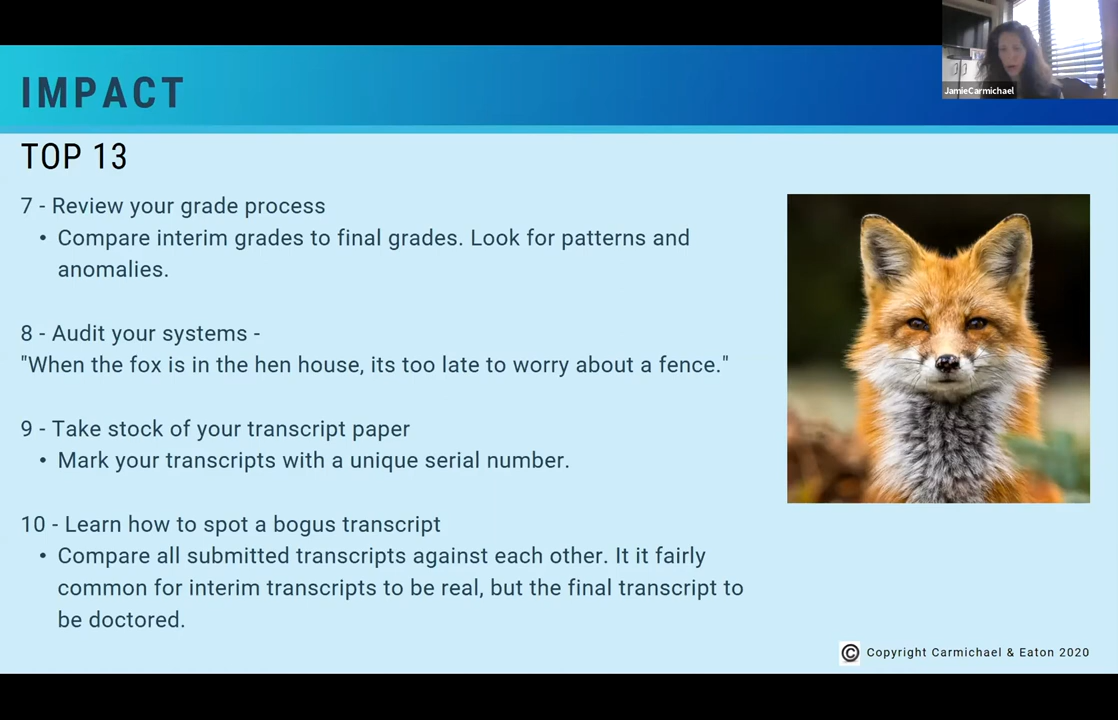 IMPACT
JamieCarmichael
TOP 13
7 - Review your grade process
• Compare interim grades to final grades. Look for patterns and
anomalies.
8 - Audit your systems -
"When the fox is in the hen house, its too late to worry about a fence."
9 - Take stock of your transcript paper
• Mark your transcripts with a unique serial number.
10 - Learn how to spot a bogus transcript
• Compare all submitted transcripts against each other. It it fairly
common for interim transcripts to be real, but the final transcript to
be doctored.
© Copyright Carmichael & Eaton 2020